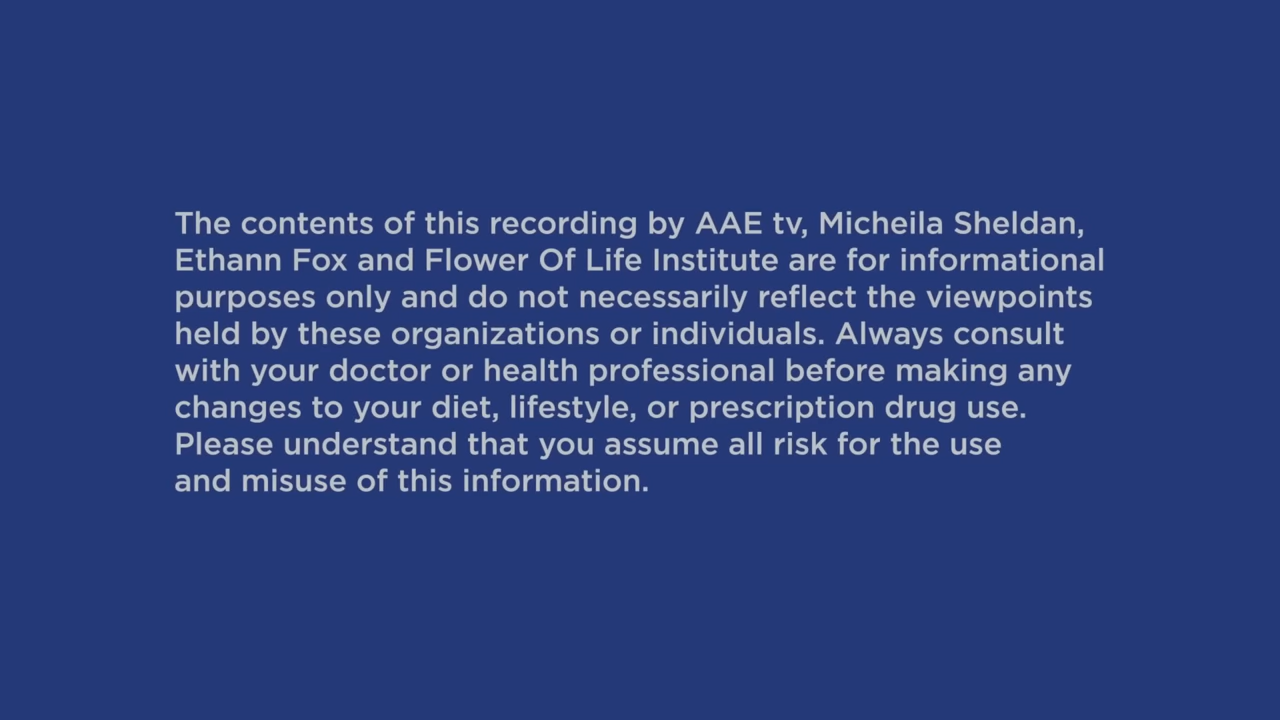 The contents of this recording by AAE tv, Micheila Sheldan,
Ethann Fox and Flower Of Life Institute are for informational
purposes only and do not necessarily reflect the viewpoints
held by these organizations or individuals. Always consult
with your doctor or health professional before making any
changes to your diet, lifestyle, or prescription drug use.
Please understand that you assume all risk for the use
and misuse of this information.